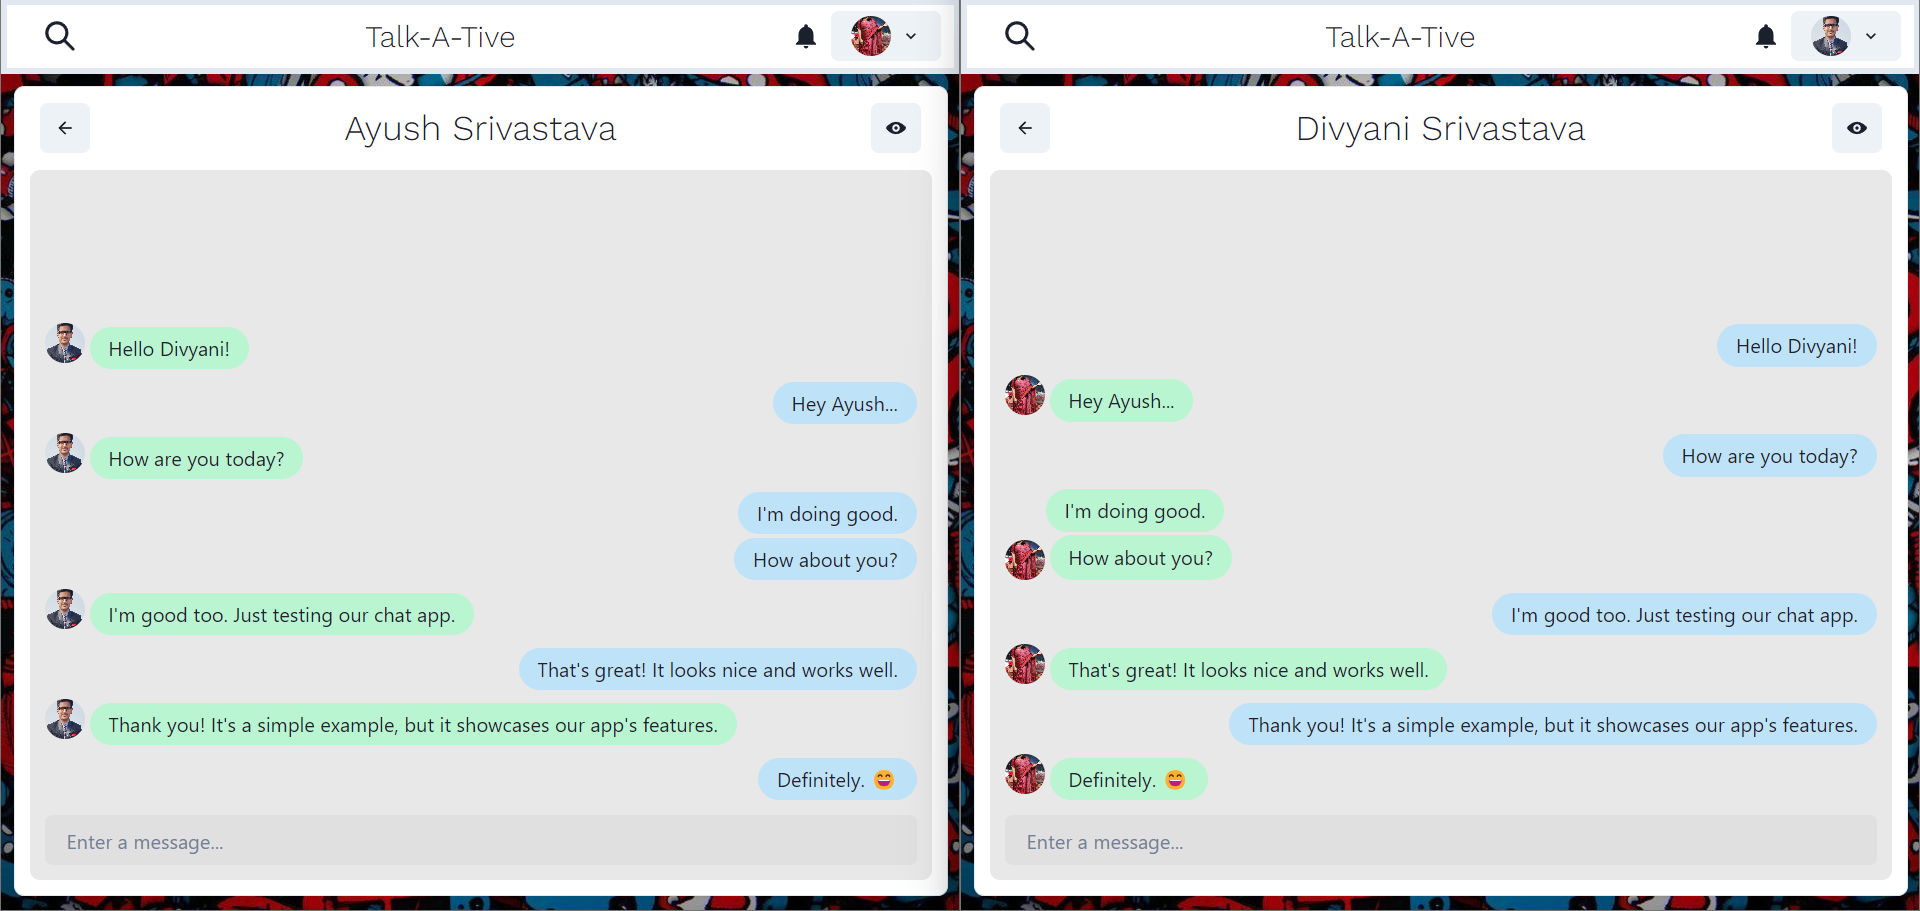 Talk-A-Tive
Ayush Srivastava
Hello Divyani!
Hey Ayush...
How are you today?
I'm doing good.
How about you?
I'm good too. Just testing our chat app.
That's great! It looks nice and works well.
Thank you! It's a simple example, but it showcases our app's features.
Definitely. 😄
Enter a message...
Talk-A-Tive
Divyani Srivastava
Hello Divyani!
Hey Ayush...
How are you today?
I'm doing good.
How about you?
I'm good too. Just testing our chat app.
That's great! It looks nice and works well.
Thank you! It's a simple example, but it showcases our app's features.
Definitely. 😄
Enter a message...